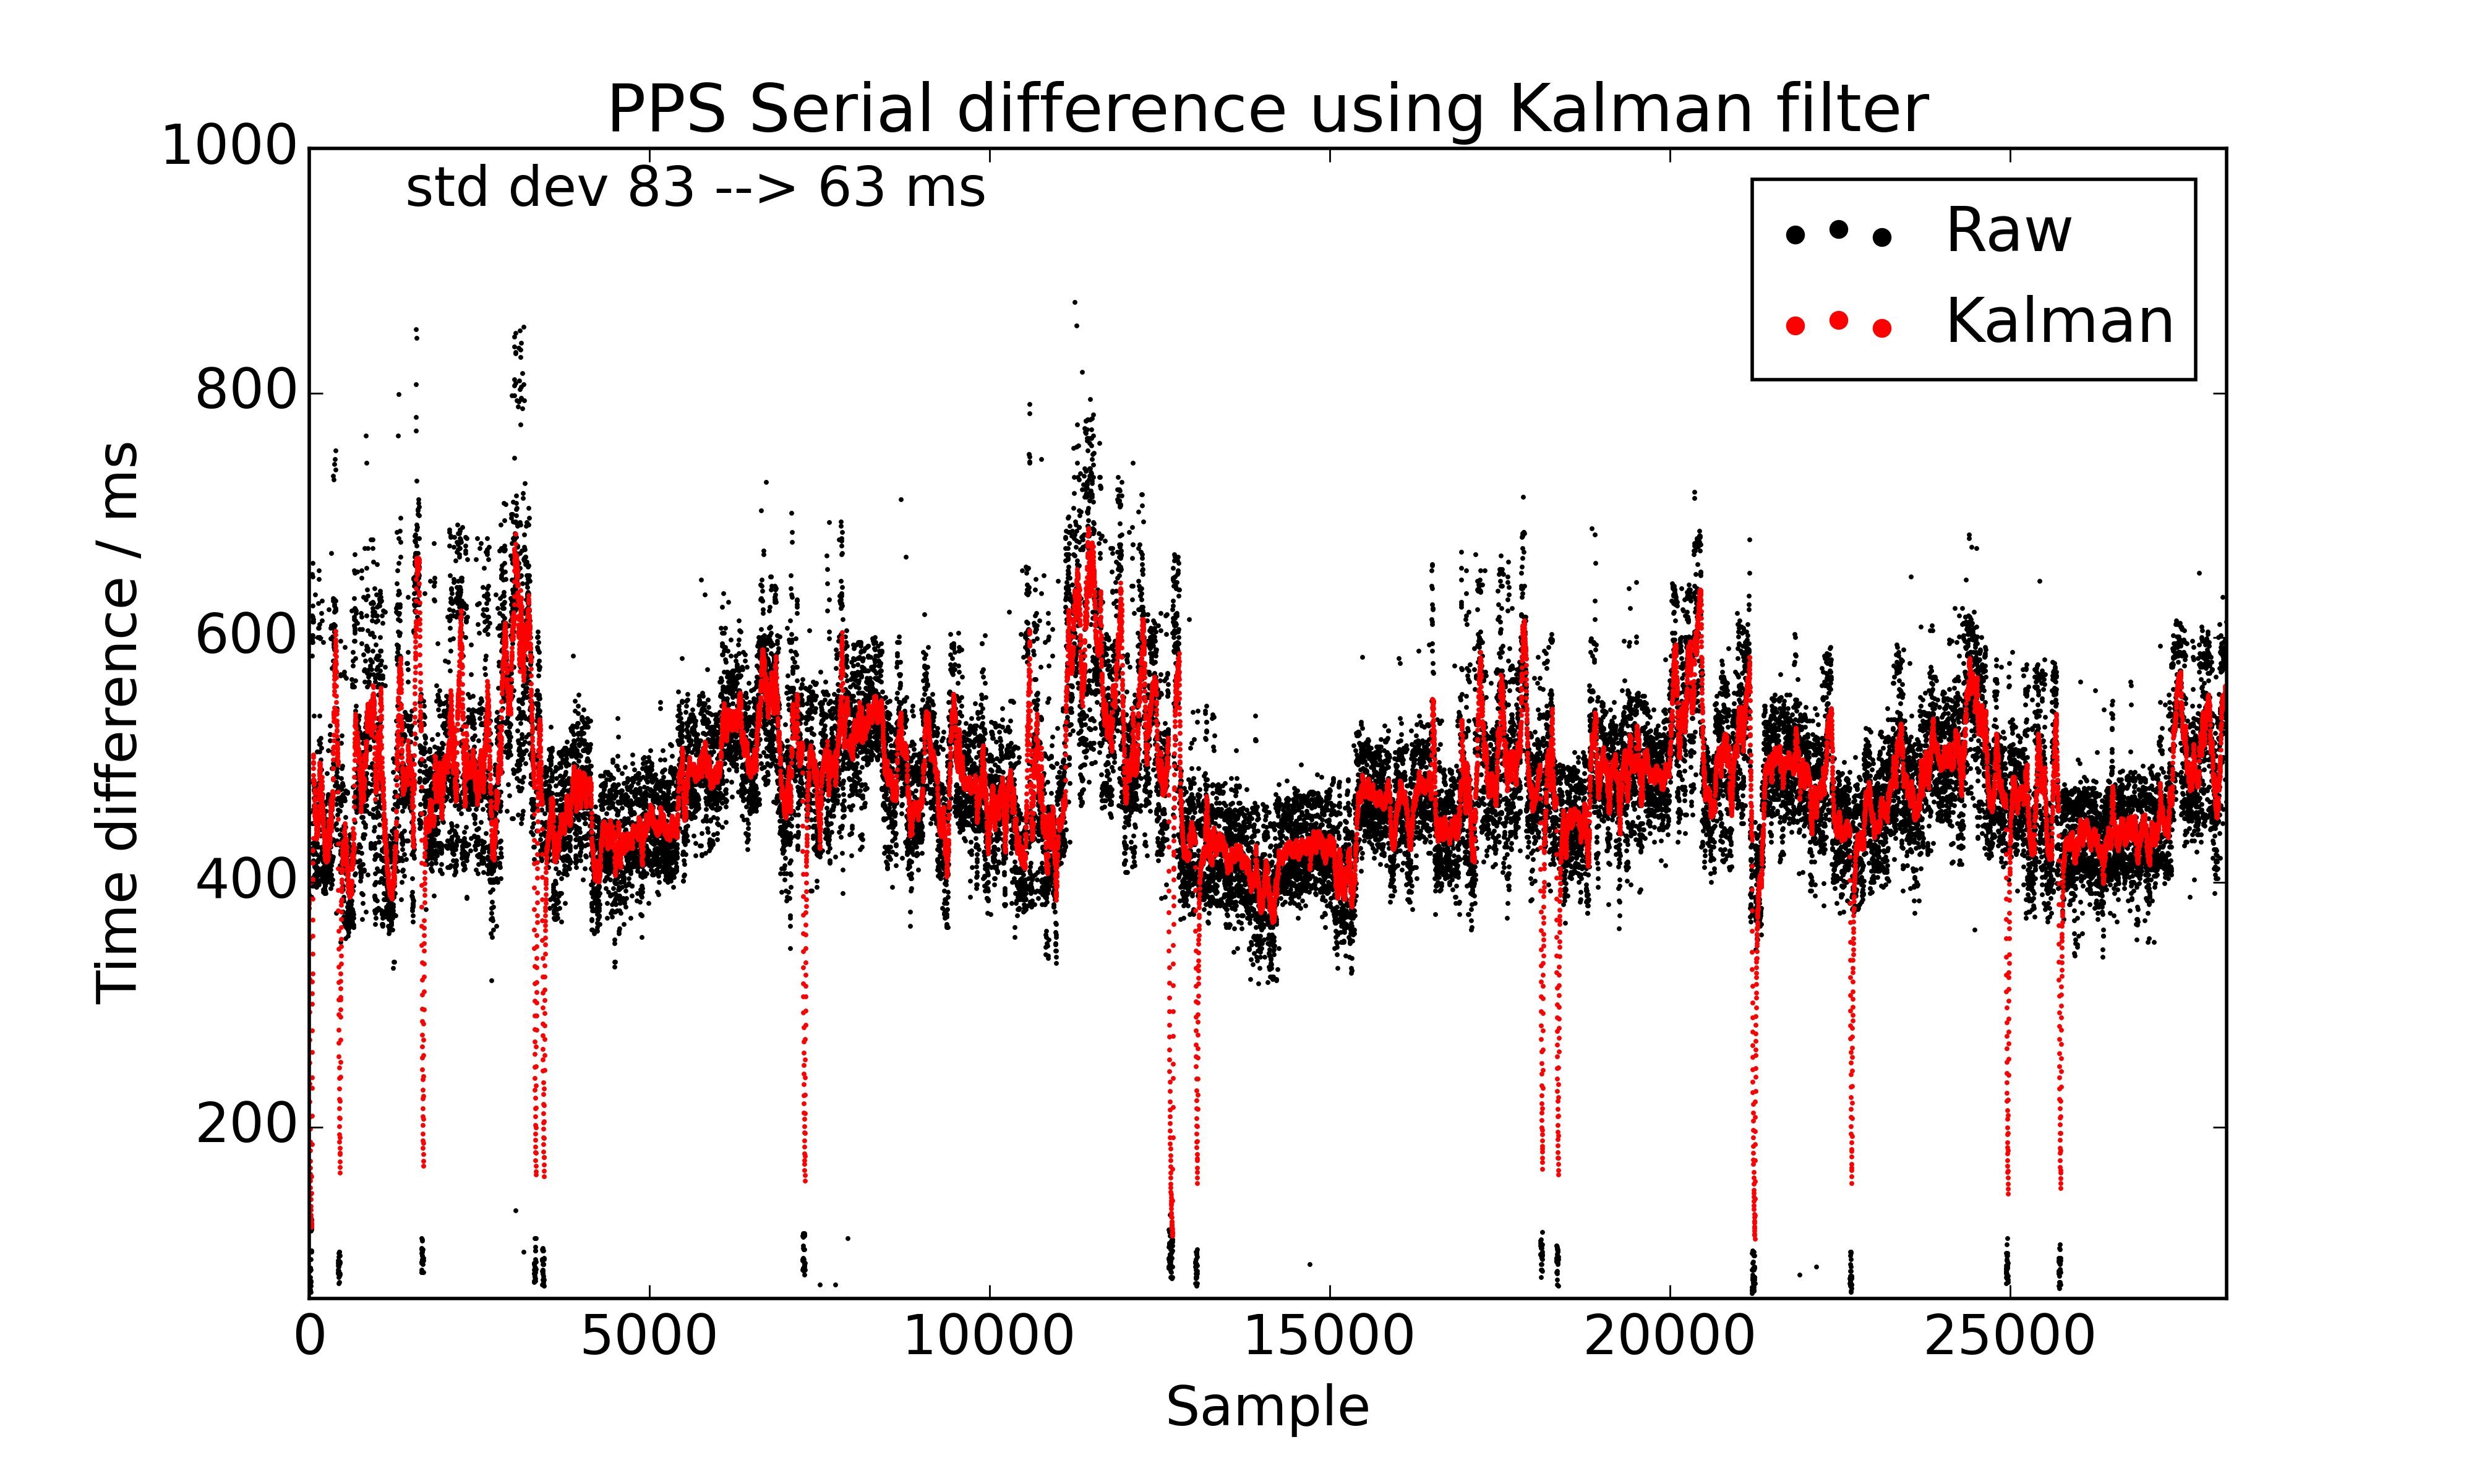 PPS Serial difference using Kalman filter
std dev 83 --> 63 ms
Raw
Kalman
Time difference / ms
1000
800
600
400
200
0 5000 10000 15000 20000 25000
Sample